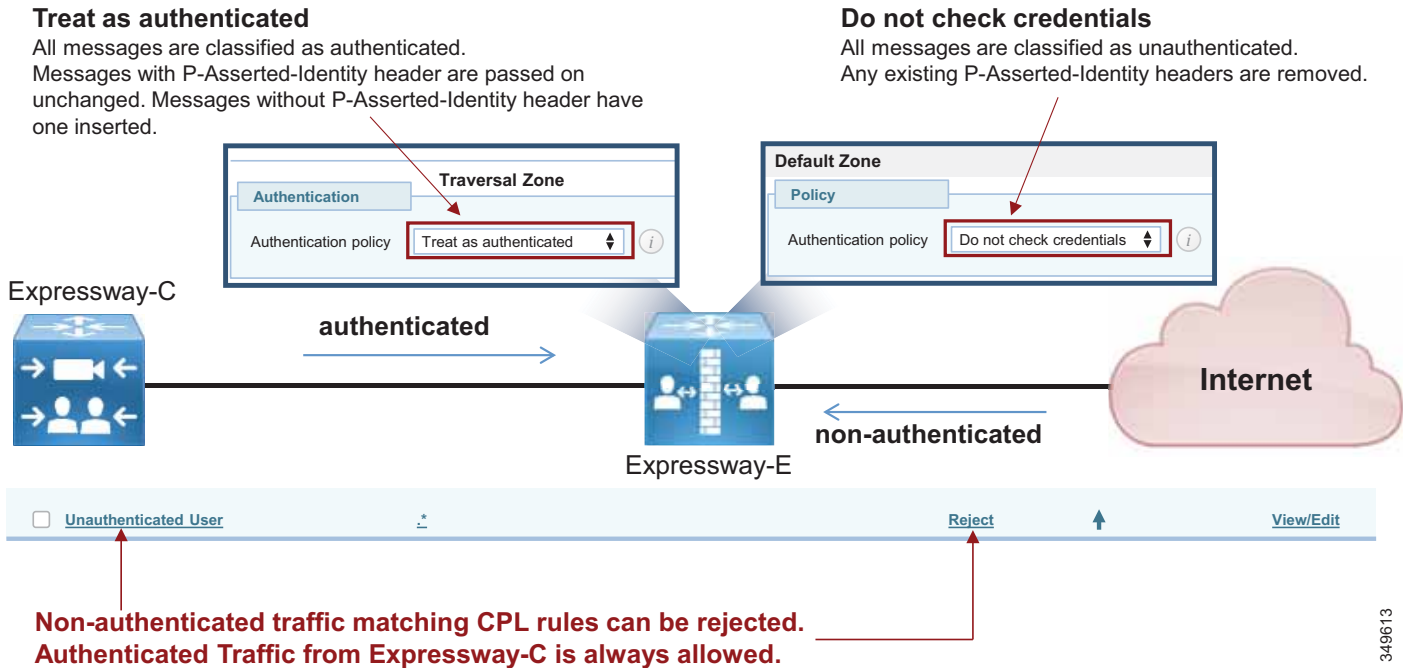 Treat as authenticated
All messages are classified as authenticated.
Messages with P-Asserted-Identity header are passed on
unchanged. Messages without P-Asserted-Identity header have
one inserted.
Do not check credentials
All messages are classified as unauthenticated.
Any existing P-Asserted-Identity headers are removed.
Traversal Zone
Authentication
Authentication policy
Treat as authenticated
i
Default Zone
Policy
Authentication policy
Do not check credentials
i
Expressway-C
authenticated
Expressway-E
non-authenticated
Internet
Unauthenticated User
.*
Reject
View/Edit
Non-authenticated traffic matching CPL rules can be rejected.
Authenticated Traffic from Expressway-C is always allowed.
349613